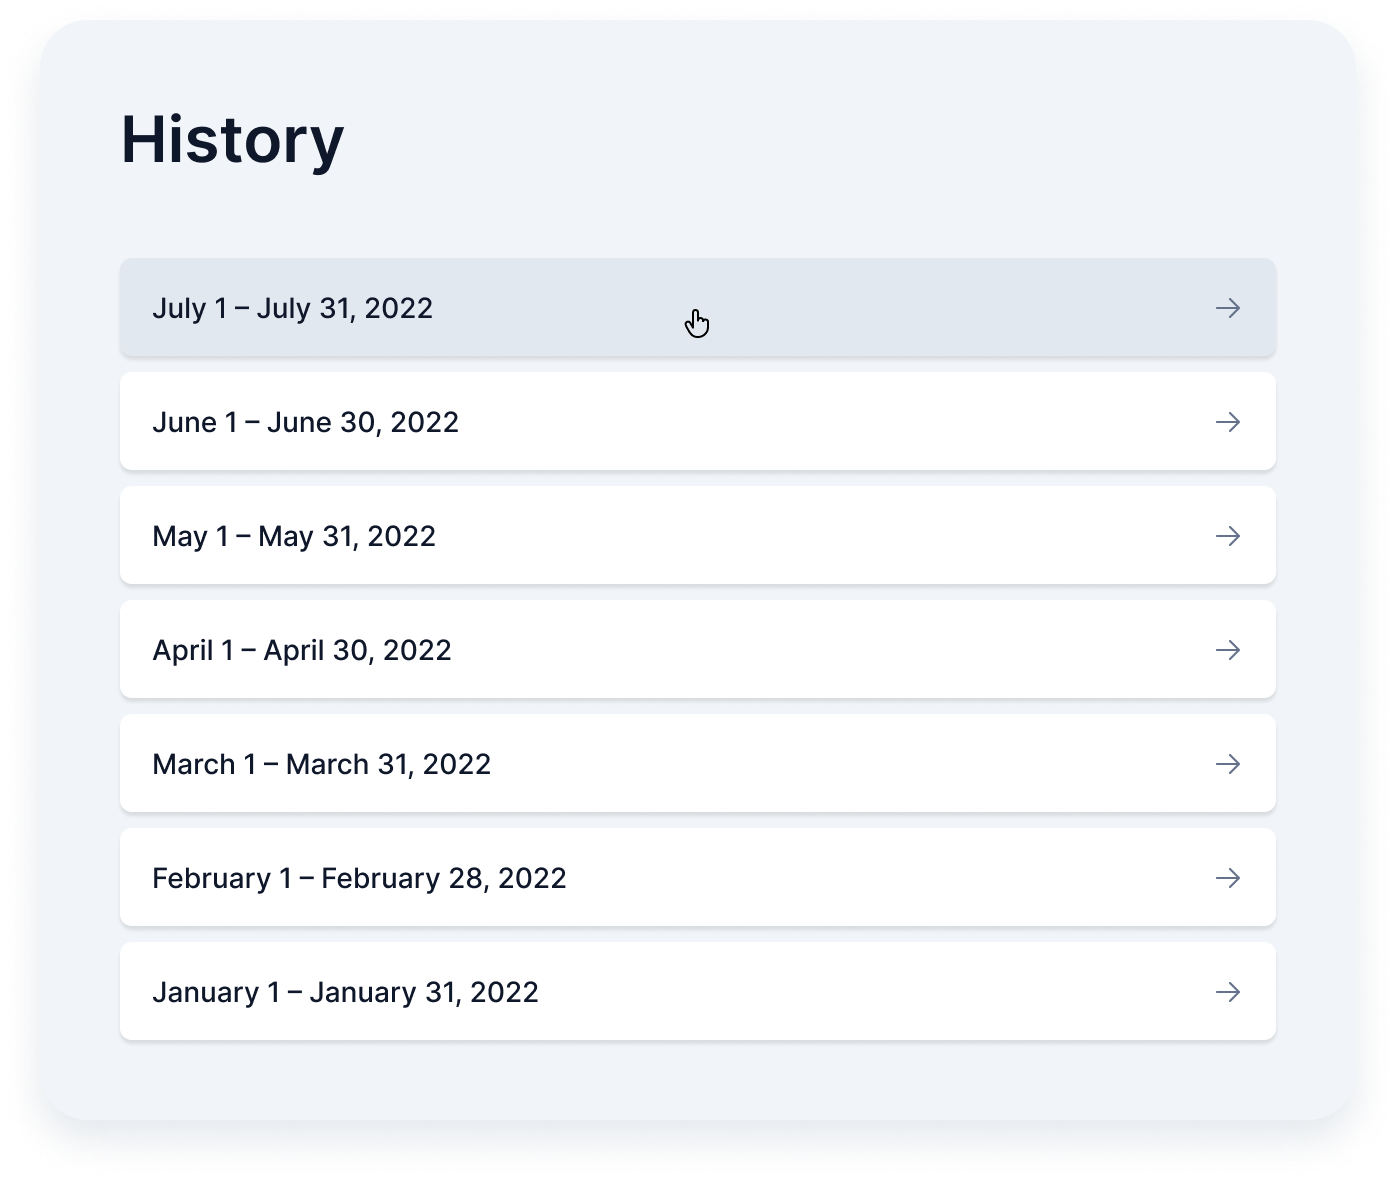 History
July 1 – July 31, 2022
June 1 – June 30, 2022
May 1 – May 31, 2022
April 1 – April 30, 2022
March 1 – March 31, 2022
February 1 – February 28, 2022
January 1 – January 31, 2022